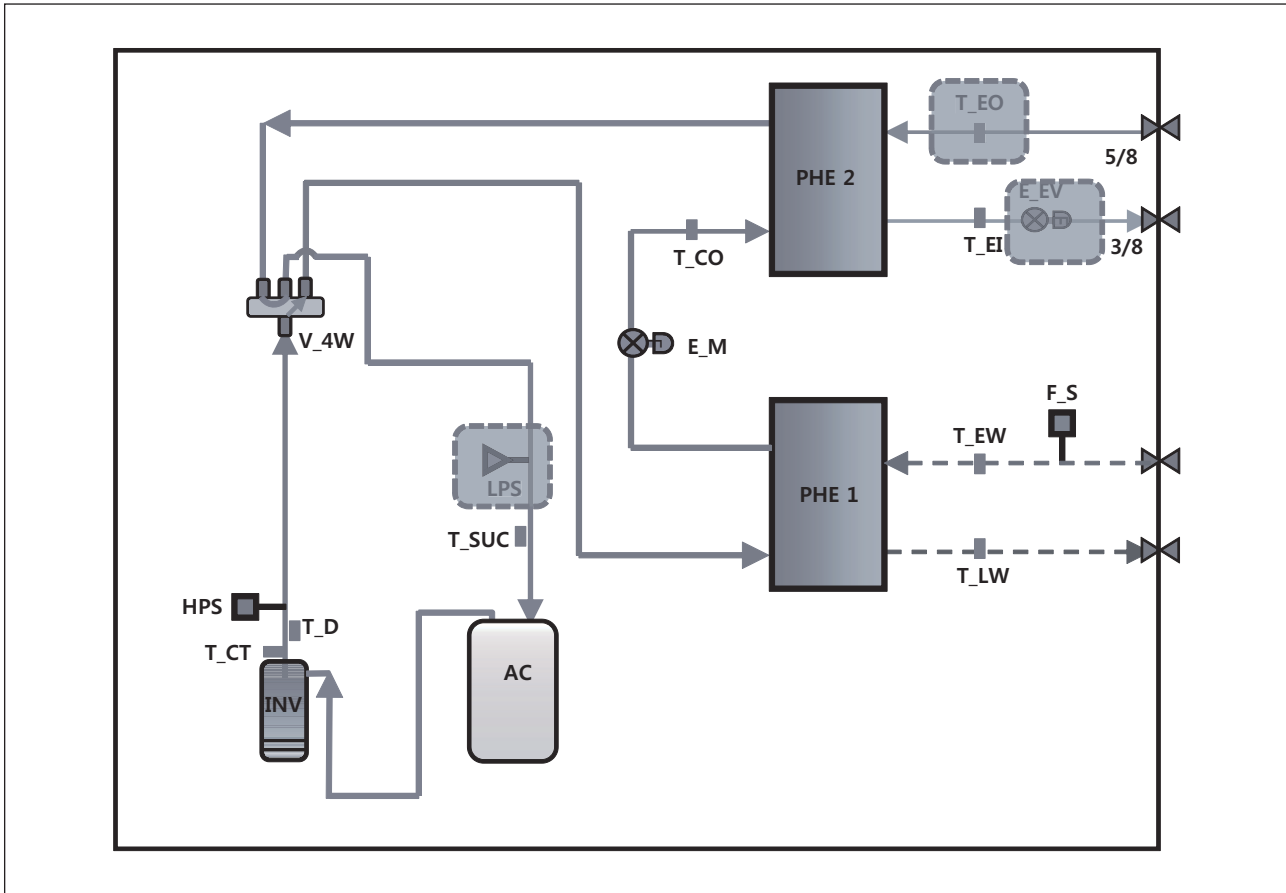 T_EO
5/8
PHE 2
E_EV
T_CO
T_EI
3/8
V_4W
E_M
F_S
T_EW
LPS
PHE 1
T_SUC
T_LW
HPS
T_D
T_CT
AC
INV